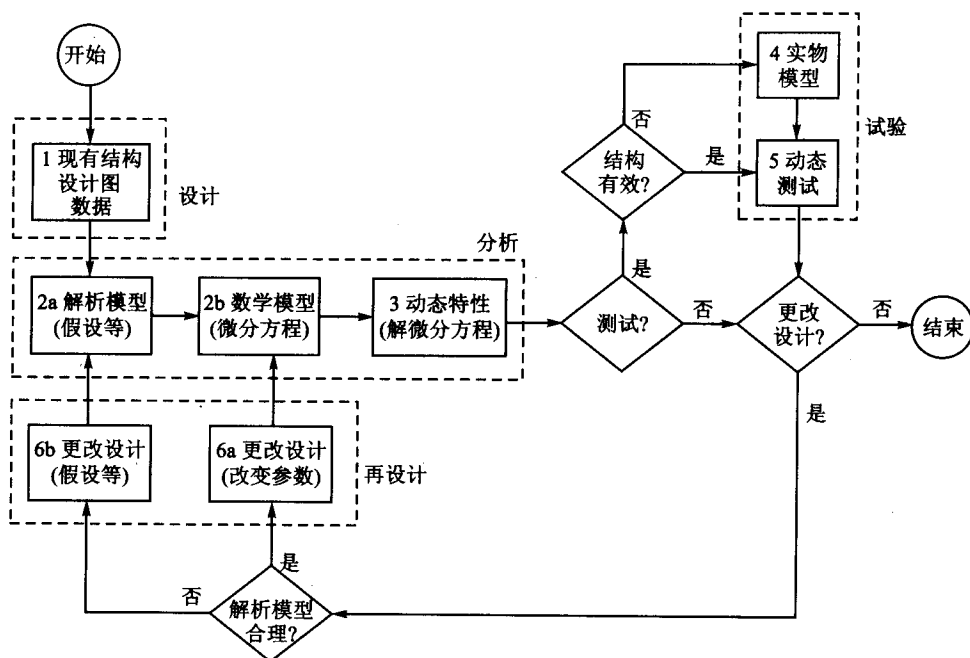 开始
1 现有结构
设计图
数据
设计
分析
2a 解析模型
(假设等)
2b 数学模型
(微分方程)
3 动态特性
(解微分方程)
测试?
是
否
结构
有效?
否
是
4 实物
模型
5 动态
测试
试验
更改
设计?
否
结束
是
6b 更改设计
(假设等)
6a 更改设计
(改变参数)
再设计
否
是
解析模型
合理?